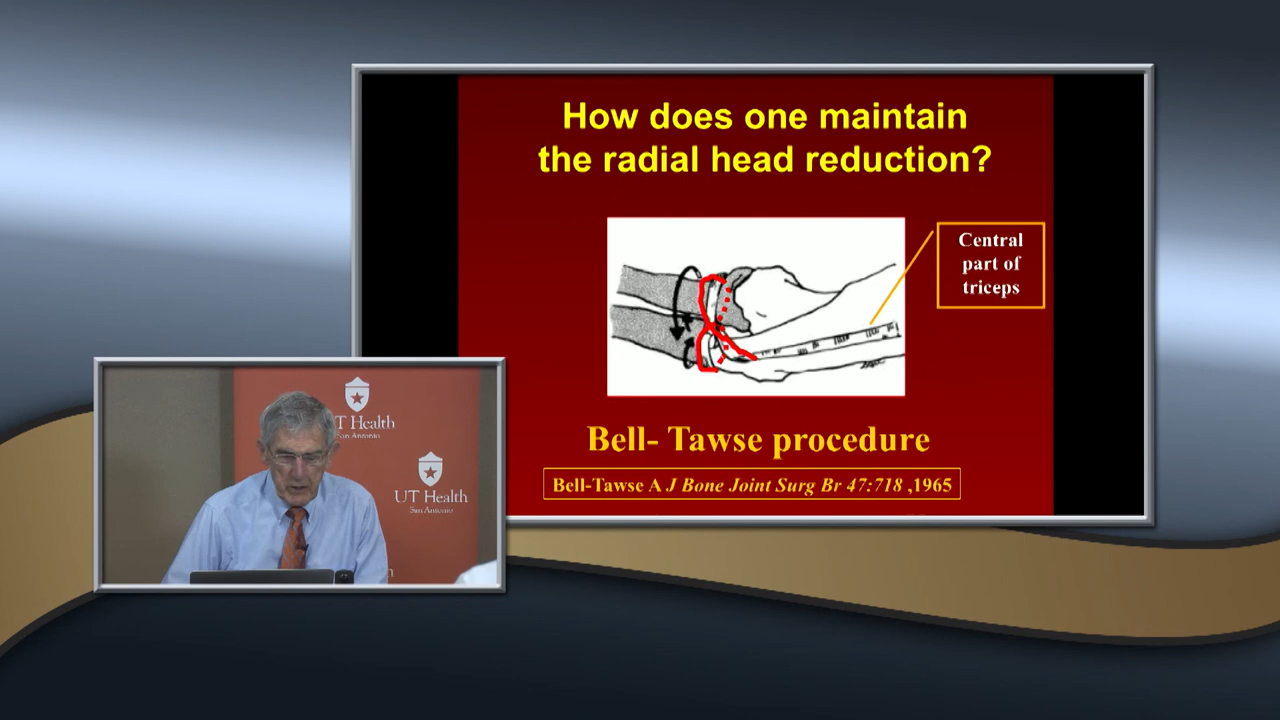 How does one maintain
the radial head reduction?
Central
part of
triceps
Bell- Tawse procedure
Bell-Tawse A J Bone Joint Surg Br 47:718 ,1965
T Health
San Antonio
UT Health
San Antonio